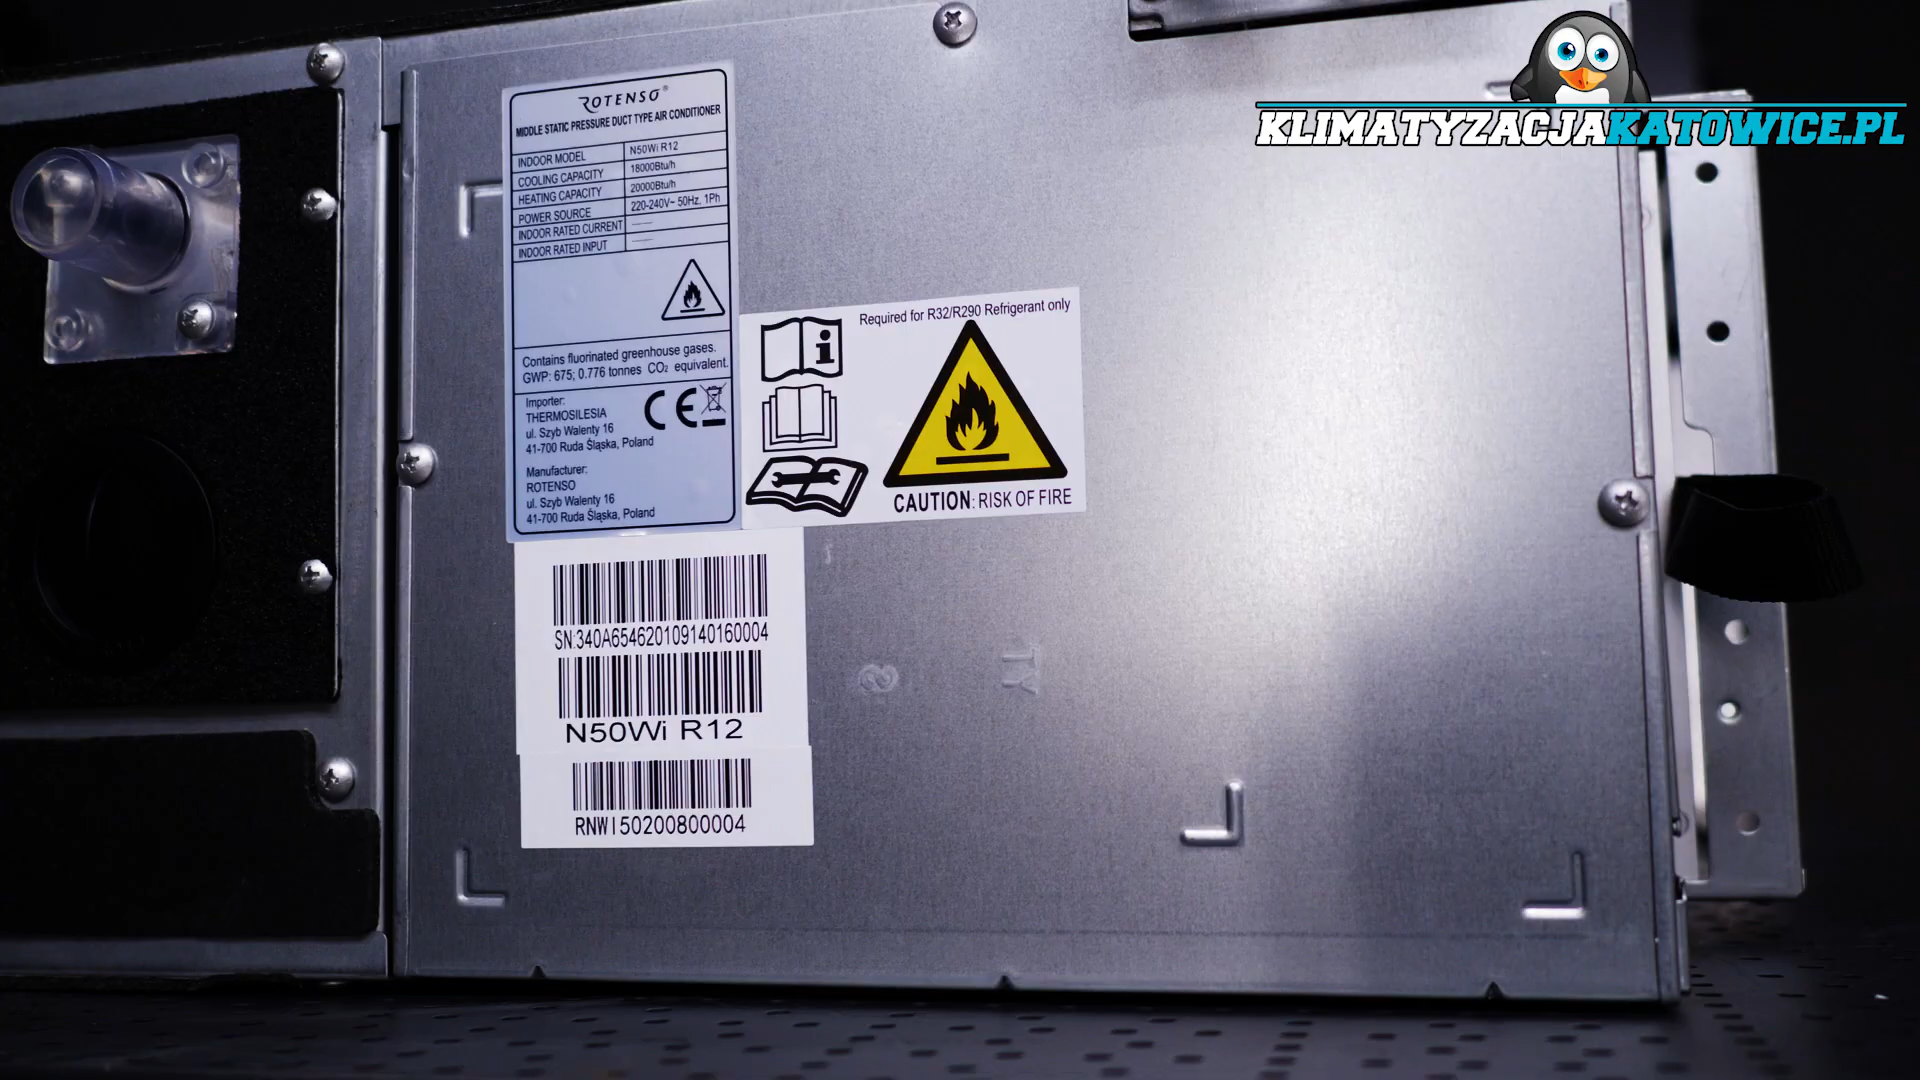 KLIMATYZACJAKATOWICE.PL
ROTENSO®
MIDDLE STATIC PRESSURE DUCT TYPE AIR CONDITIONER
INDOOR MODEL N50Wi R12
COOLING CAPACITY 18000Btu/h
HEATING CAPACITY 20000Btu/h
POWER SOURCE 220-240V~ 50Hz, 1Ph
INDOOR RATED CURRENT ——
INDOOR RATED INPUT ——
Contains fluorinated greenhouse gases.
GWP: 675; 0.776 tonnes CO₂ equivalent.
Importer:
THERMOSILESIA
ul. Szyb Walenty 16
41-700 Ruda Śląska, Poland
CE
Manufacturer:
ROTENSO
ul. Szyb Walenty 16
41-700 Ruda Śląska, Poland
Required for R32/R290 Refrigerant only
CAUTION: RISK OF FIRE
SN:340A654620109140160004
N50Wi R12
RNWI50200800004
TY